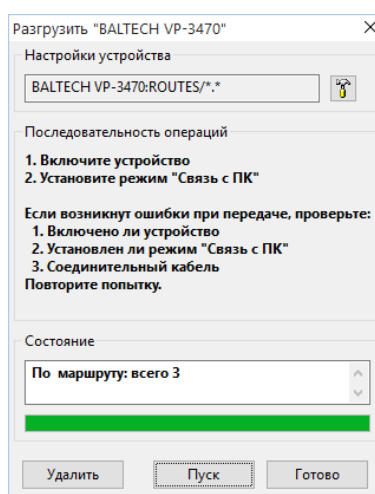 Разгрузить "BALTECH VP-3470"
Настройки устройства
BALTECH VP-3470:ROUTES/*.*
Последовательность операций
1. Включите устройство
2. Установите режим "Связь с ПК"
Если возникнут ошибки при передаче, проверьте:
1. Включено ли устройство
2. Установлен ли режим "Связь с ПК"
3. Соединительный кабель
Повторите попытку.
Состояние
По маршруту: всего 3
Удалить
Пуск
Готово